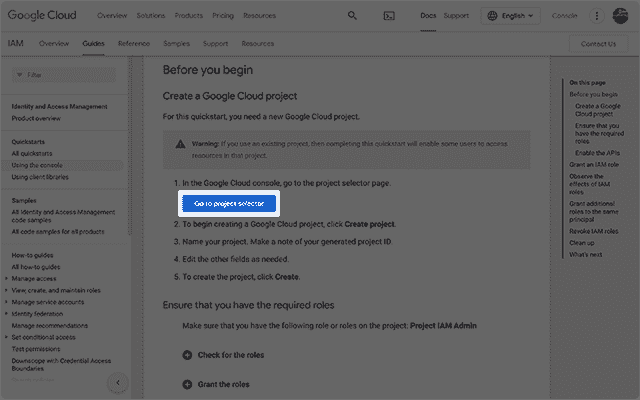 Google Cloud
Overview
Solutions
Products
Pricing
Resources
Docs
Support
English
Console
IAM
Overview
Guides
Reference
Samples
Support
Resources
Contact Us
Filter
Identity and Access Management
Product overview
Quickstarts
All quickstarts
Using the console
Using client libraries
Samples
All Identity and Access Management
code samples
All code samples for all products
How-to guides
All how-to guides
Manage access
View, create, and maintain roles
Manage service accounts
Identity federation
Manage recommendations
Set conditional access
Test permissions
Downscope with Credential Access
Boundaries
Before you begin
Create a Google Cloud project
For this quickstart, you need a new Google Cloud project.
Warning: If you use an existing project, then completing this quickstart will enable some users to access
resources in that project.
1. In the Google Cloud console, go to the project selector page.
Go to project selector
2. To begin creating a Google Cloud project, click Create project.
3. Name your project. Make a note of your generated project ID.
4. Edit the other fields as needed.
5. To create the project, click Create.
Ensure that you have the required roles
Make sure that you have the following role or roles on the project: Project IAM Admin
Check for the roles
Grant the roles
On this page
Before you begin
Create a Google
Cloud project
Ensure that you
have the required
roles
Enable the APIs
Grant an IAM role
Observe the
effects of IAM
roles
Grant additional
roles to the same
principal
Revoke IAM roles
Clean up
What's next